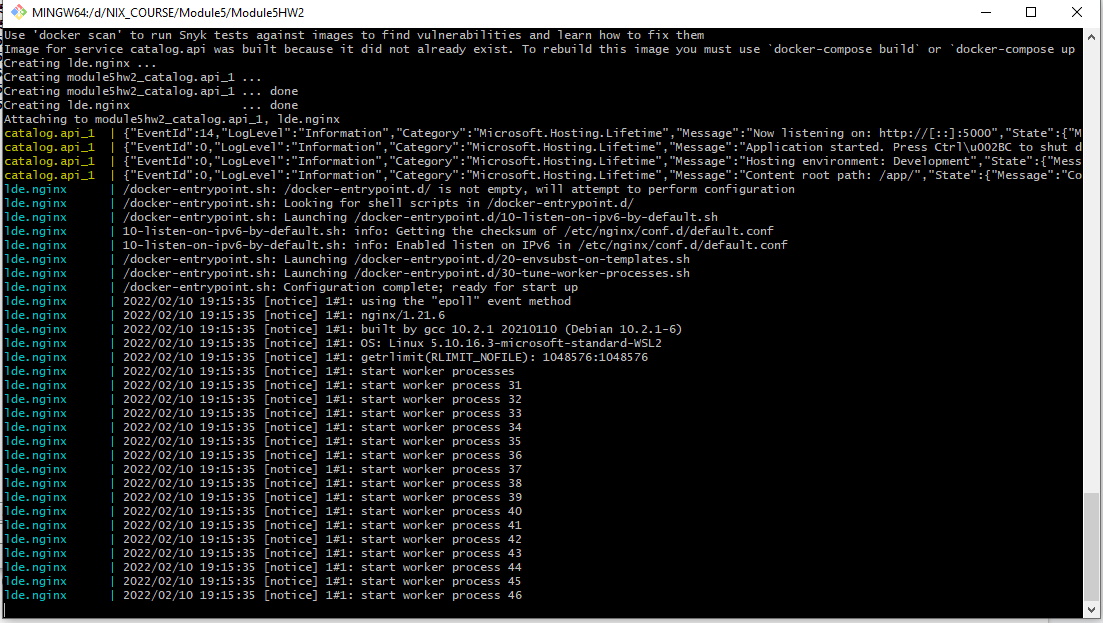 MINGW64:/d/NIX_COURSE/Module5/Module5HW2
Use 'docker scan' to run Snyk tests against images to find vulnerabilities and learn how to fix them
Image for service catalog.api was built because it did not already exist. To rebuild this image you must use `docker-compose build` or `docker-compose up
Creating lde.nginx ...
Creating module5hw2_catalog.api_1 ...
Creating module5hw2_catalog.api_1 ... done
Creating lde.nginx                ... done
Attaching to module5hw2_catalog.api_1, lde.nginx
catalog.api_1  | {"EventId":14,"LogLevel":"Information","Category":"Microsoft.Hosting.Lifetime","Message":"Now listening on: http://[::]:5000","State":{"M
catalog.api_1  | {"EventId":0,"LogLevel":"Information","Category":"Microsoft.Hosting.Lifetime","Message":"Application started. Press Ctrl\u002BC to shut d
catalog.api_1  | {"EventId":0,"LogLevel":"Information","Category":"Microsoft.Hosting.Lifetime","Message":"Hosting environment: Development","State":{"Mess
catalog.api_1  | {"EventId":0,"LogLevel":"Information","Category":"Microsoft.Hosting.Lifetime","Message":"Content root path: /app/","State":{"Message":"Co
lde.nginx      | /docker-entrypoint.sh: /docker-entrypoint.d/ is not empty, will attempt to perform configuration
lde.nginx      | /docker-entrypoint.sh: Looking for shell scripts in /docker-entrypoint.d/
lde.nginx      | /docker-entrypoint.sh: Launching /docker-entrypoint.d/10-listen-on-ipv6-by-default.sh
lde.nginx      | 10-listen-on-ipv6-by-default.sh: info: Getting the checksum of /etc/nginx/conf.d/default.conf
lde.nginx      | 10-listen-on-ipv6-by-default.sh: info: Enabled listen on IPv6 in /etc/nginx/conf.d/default.conf
lde.nginx      | /docker-entrypoint.sh: Launching /docker-entrypoint.d/20-envsubst-on-templates.sh
lde.nginx      | /docker-entrypoint.sh: Launching /docker-entrypoint.d/30-tune-worker-processes.sh
lde.nginx      | /docker-entrypoint.sh: Configuration complete; ready for start up
lde.nginx      | 2022/02/10 19:15:35 [notice] 1#1: using the "epoll" event method
lde.nginx      | 2022/02/10 19:15:35 [notice] 1#1: nginx/1.21.6
lde.nginx      | 2022/02/10 19:15:35 [notice] 1#1: built by gcc 10.2.1 20210110 (Debian 10.2.1-6)
lde.nginx      | 2022/02/10 19:15:35 [notice] 1#1: OS: Linux 5.10.16.3-microsoft-standard-WSL2
lde.nginx      | 2022/02/10 19:15:35 [notice] 1#1: getrlimit(RLIMIT_NOFILE): 1048576:1048576
lde.nginx      | 2022/02/10 19:15:35 [notice] 1#1: start worker processes
lde.nginx      | 2022/02/10 19:15:35 [notice] 1#1: start worker process 31
lde.nginx      | 2022/02/10 19:15:35 [notice] 1#1: start worker process 32
lde.nginx      | 2022/02/10 19:15:35 [notice] 1#1: start worker process 33
lde.nginx      | 2022/02/10 19:15:35 [notice] 1#1: start worker process 34
lde.nginx      | 2022/02/10 19:15:35 [notice] 1#1: start worker process 35
lde.nginx      | 2022/02/10 19:15:35 [notice] 1#1: start worker process 36
lde.nginx      | 2022/02/10 19:15:35 [notice] 1#1: start worker process 37
lde.nginx      | 2022/02/10 19:15:35 [notice] 1#1: start worker process 38
lde.nginx      | 2022/02/10 19:15:35 [notice] 1#1: start worker process 39
lde.nginx      | 2022/02/10 19:15:35 [notice] 1#1: start worker process 40
lde.nginx      | 2022/02/10 19:15:35 [notice] 1#1: start worker process 41
lde.nginx      | 2022/02/10 19:15:35 [notice] 1#1: start worker process 42
lde.nginx      | 2022/02/10 19:15:35 [notice] 1#1: start worker process 43
lde.nginx      | 2022/02/10 19:15:35 [notice] 1#1: start worker process 44
lde.nginx      | 2022/02/10 19:15:35 [notice] 1#1: start worker process 45
lde.nginx      | 2022/02/10 19:15:35 [notice] 1#1: start worker process 46